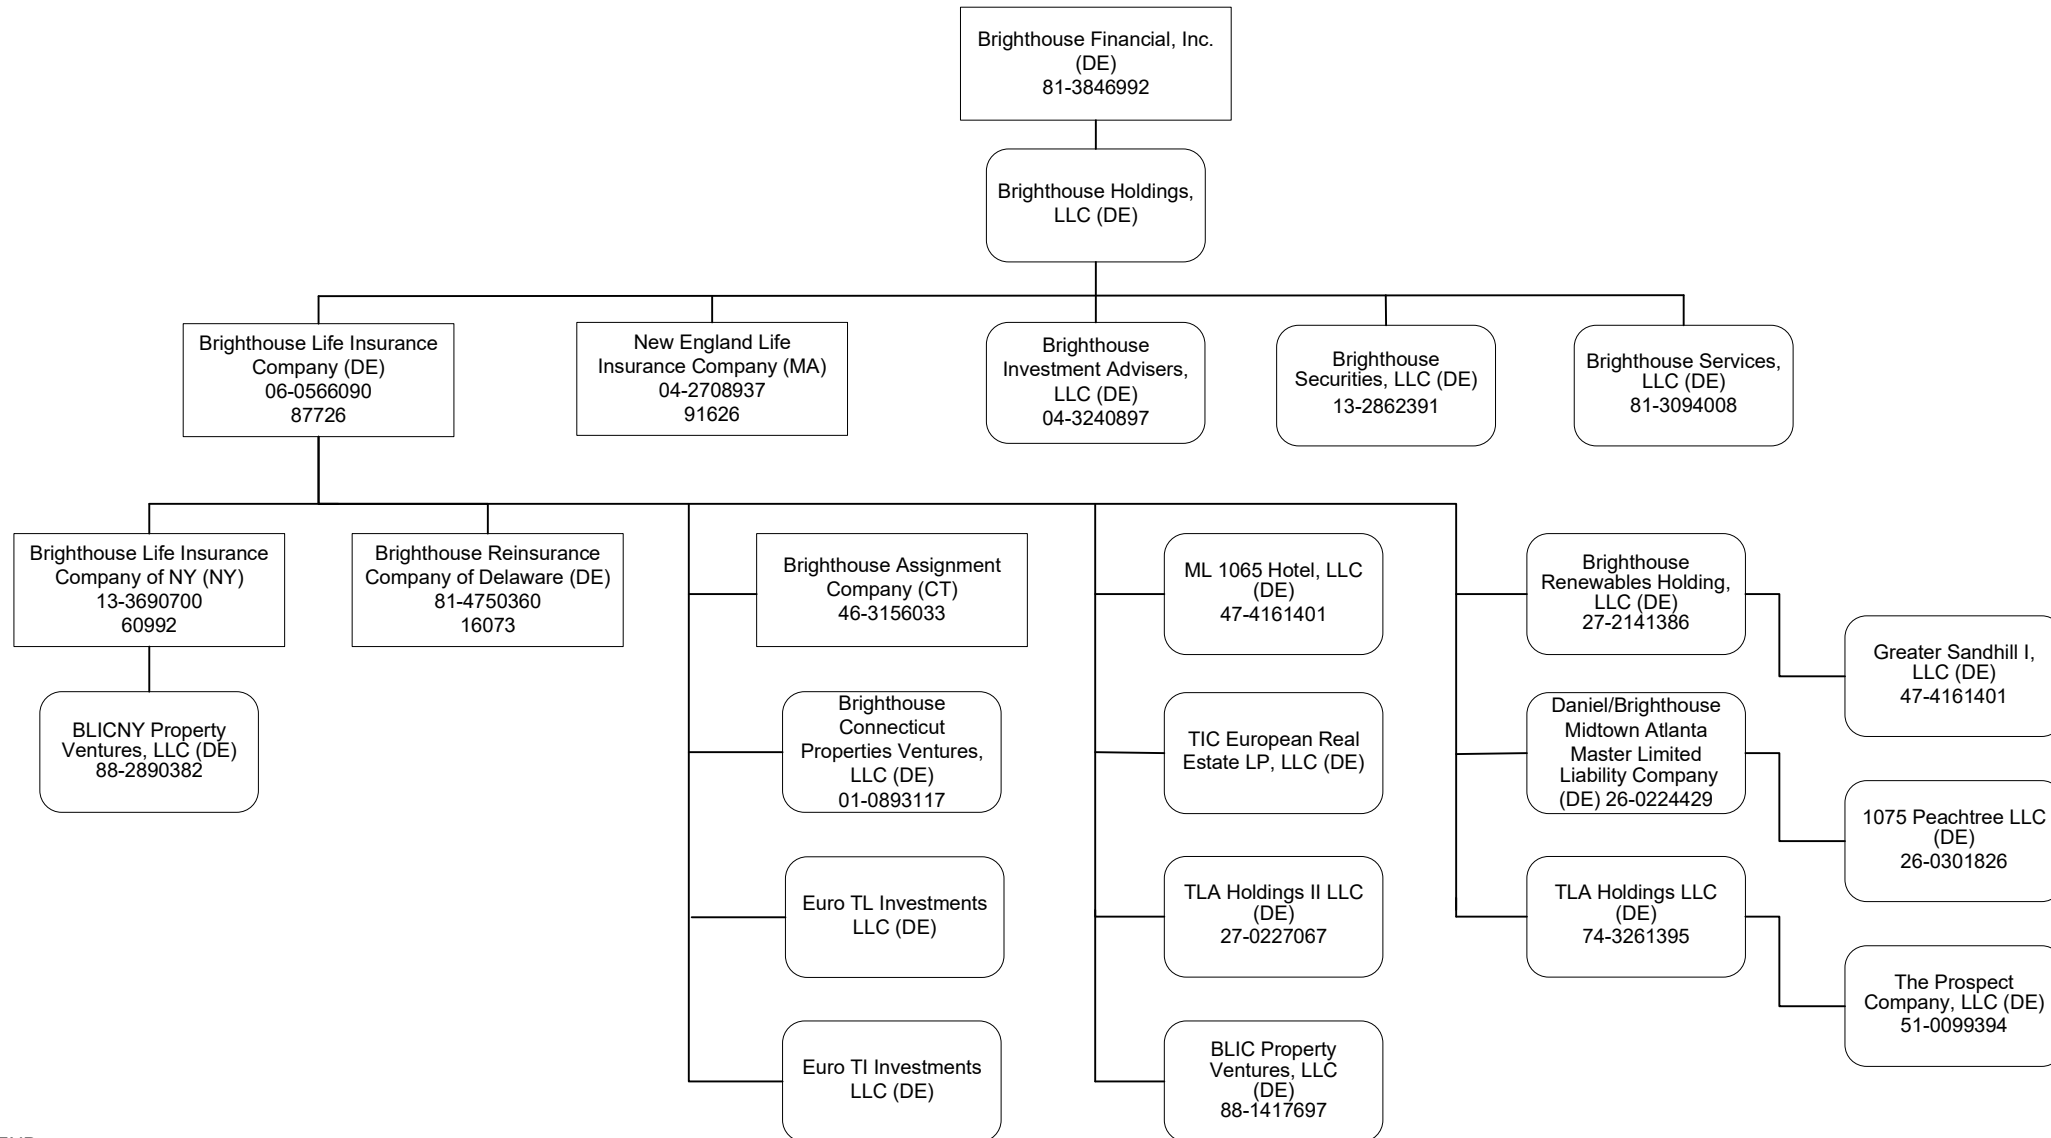 Brighthouse Financial, Inc.
(DE)
81-3846992
Brighthouse Holdings,
LLC (DE)
Brighthouse Life Insurance
Company (DE)
06-0566090
87726
New England Life
Insurance Company (MA)
04-2708937
91626
Brighthouse
Investment Advisers,
LLC (DE)
04-3240897
Brighthouse
Securities, LLC (DE)
13-2862391
Brighthouse Services,
LLC (DE)
81-3094008
Brighthouse Life Insurance
Company of NY (NY)
13-3690700
60992
Brighthouse Reinsurance
Company of Delaware (DE)
81-4750360
16073
Brighthouse Assignment
Company (CT)
46-3156033
ML 1065 Hotel, LLC
(DE)
47-4161401
Brighthouse
Renewables Holding,
LLC (DE)
27-2141386
Greater Sandhill I,
LLC (DE)
47-4161401
BLICNY Property
Ventures, LLC (DE)
88-2890382
Brighthouse
Connecticut
Properties Ventures,
LLC (DE)
01-0893117
TIC European Real
Estate LP, LLC (DE)
Daniel/Brighthouse
Midtown Atlanta
Master Limited
Liability Company
(DE) 26-0224429
1075 Peachtree LLC
(DE)
26-0301826
Euro TL Investments
LLC (DE)
TLA Holdings II LLC
(DE)
27-0227067
TLA Holdings LLC
(DE)
74-3261395
The Prospect
Company, LLC (DE)
51-0099394
Euro TI Investments
LLC (DE)
BLIC Property
Ventures, LLC
(DE)
88-1417697